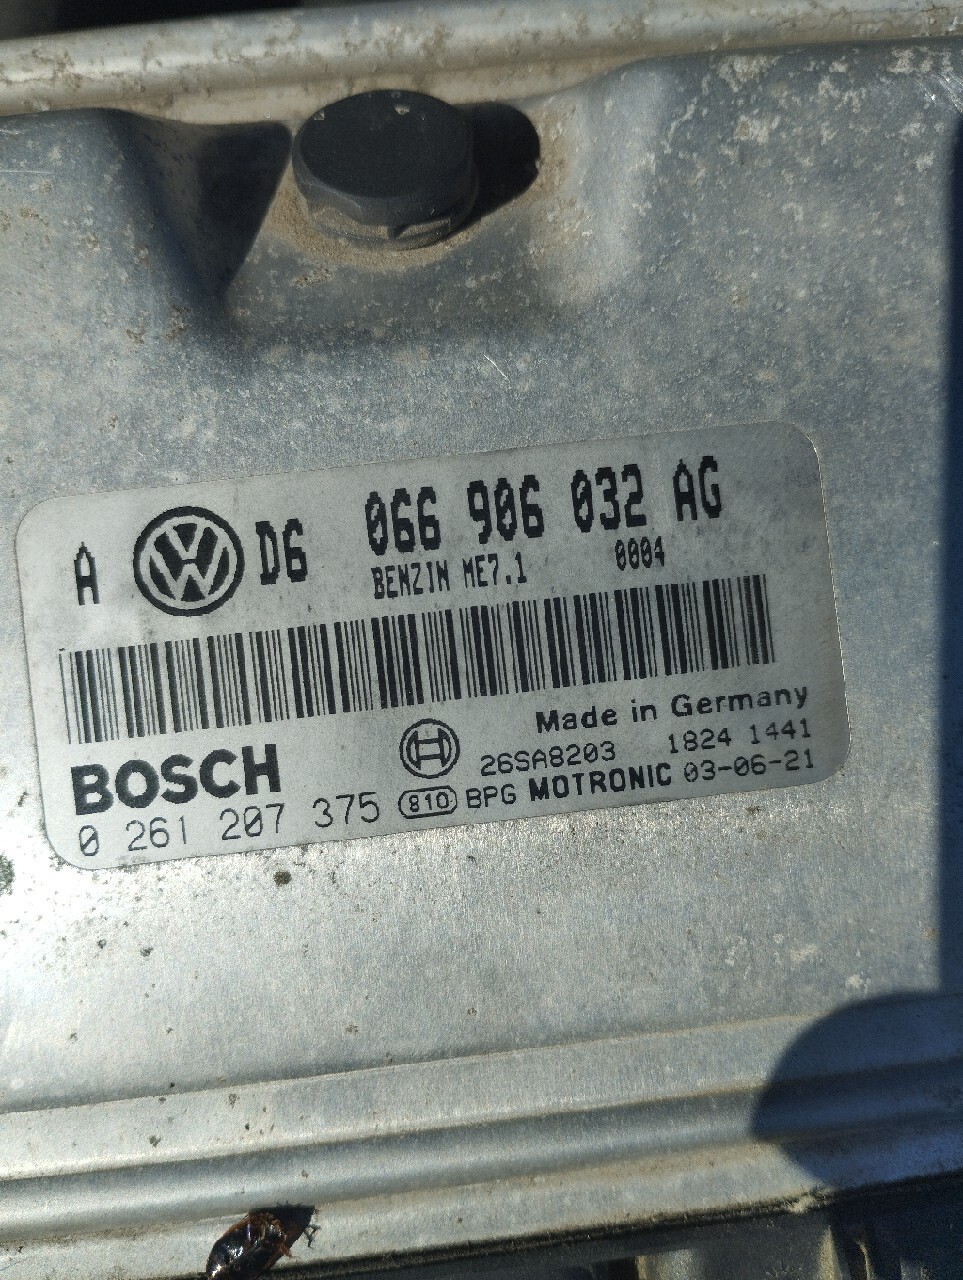 A VW D6 066 906 032 AG
BENZIN ME7.1 0004
Made in Germany
BOSCH 26SA8203 1824 1441
0 261 207 375 810 BPG MOTRONIC 03-06-21